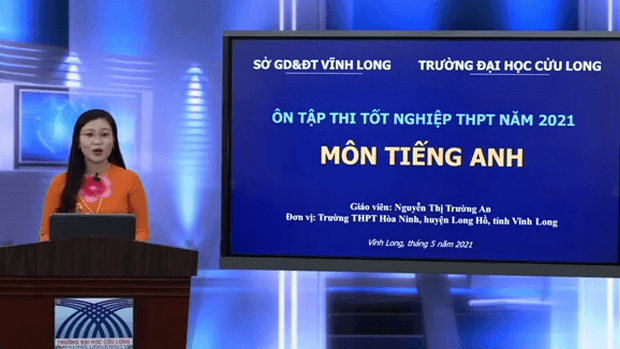 SỞ GD&ĐT VĨNH LONG
TRƯỜNG ĐẠI HỌC CỬU LONG
ÔN TẬP THI TỐT NGHIỆP THPT NĂM 2021
MÔN TIẾNG ANH
Giáo viên: Nguyễn Thị Trường An
Đơn vị: Trường THPT Hòa Ninh, huyện Long Hồ, tỉnh Vĩnh Long
Vĩnh Long, tháng 5 năm 2021
TRƯỜNG ĐẠI HỌC CỬU LONG